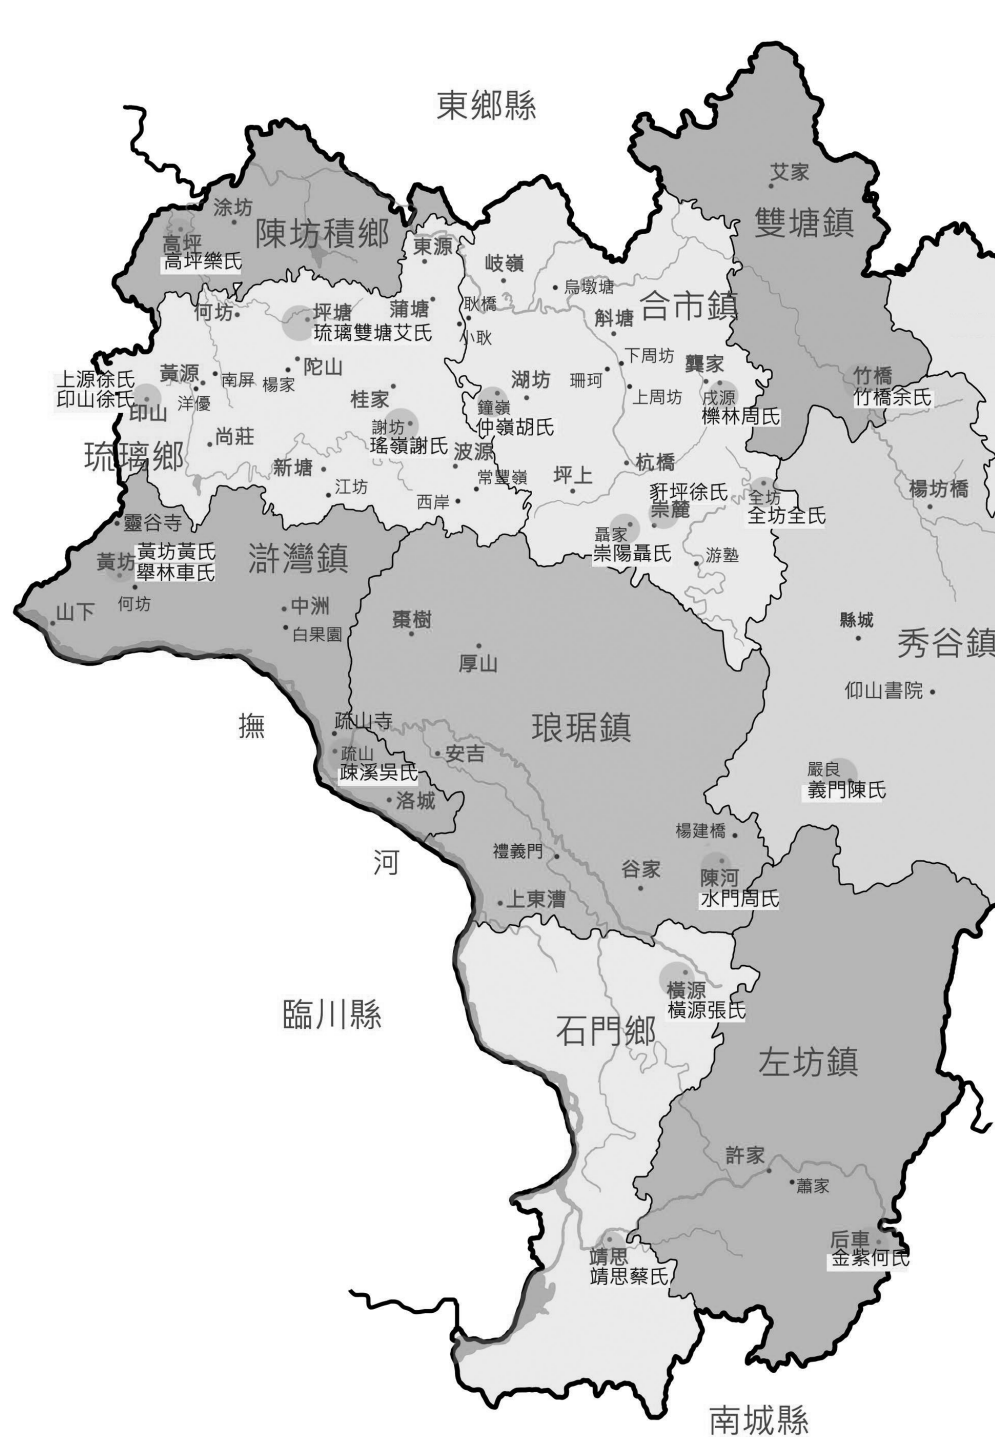 東鄉縣
艾家
雙塘鎮
涂坊
陳坊積鄉
高坪
高坪樂氏
東源
岐嶺
烏墩塘
合市鎮
何坊
坪塘
琉璃雙塘艾氏
蒲塘
耿橋
小耿
斛塘
下周坊
龔家
陀山
楊家
黃源
南屏
洋優
上源徐氏
印山徐氏
印山
桂家
湖坊
珊珂
上周坊
戌源
櫟林周氏
竹橋
竹橋余氏
鐘嶺
仲嶺胡氏
謝坊
瑤嶺謝氏
尚莊
琉璃鄉
新塘
江坊
波源
常豐嶺
西岸
坪上
杭橋
豻坪徐氏
崇麓
全坊
全坊全氏
楊坊橋
聶家
崇陽聶氏
游塾
靈谷寺
黃坊黃氏
黃坊
舉林車氏
滸灣鎮
何坊
山下
中洲
白果園
棗樹
厚山
縣城
秀谷鎮
仰山書院
撫
疏山寺
疏山
疎溪吳氏
安吉
琅琚鎮
嚴良
義門陳氏
洛城
河
禮義門
楊建橋
谷家
陳河
水門周氏
上東漕
橫源
橫源張氏
臨川縣
石門鄉
左坊鎮
許家
蕭家
后車
金紫何氏
靖思
靖思蔡氏
南城縣